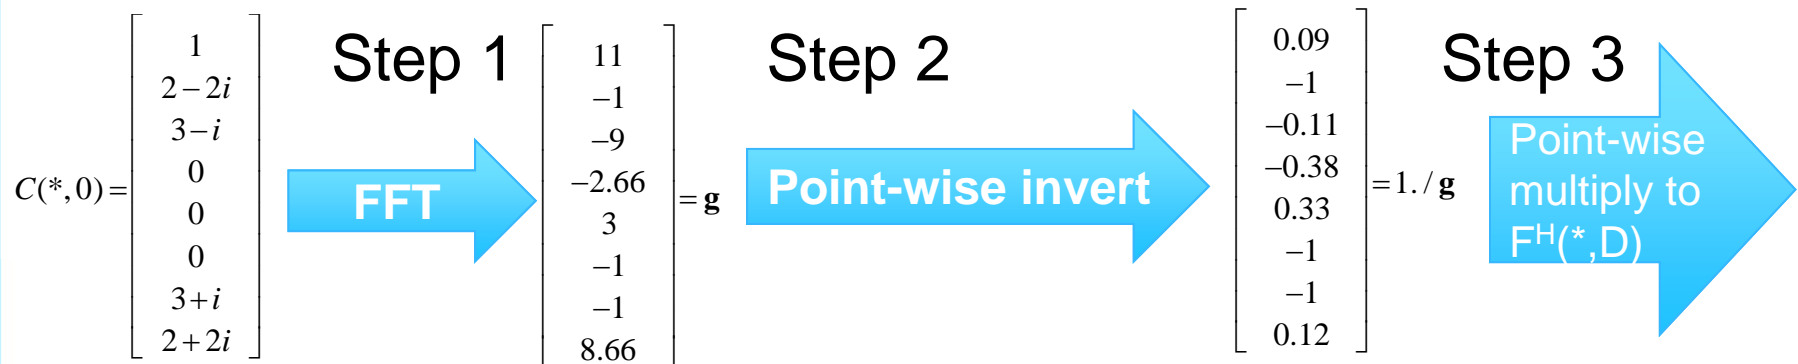 C(*,0) =
1
2−2i
3−i
0
0
0
3+i
2+2i
Step 1
FFT
11
−1
−9
−2.66
3
−1
−1
8.66
= g
Step 2
Point-wise invert
0.09
−1
−0.11
−0.38
0.33
−1
−1
0.12
=1./g
Step 3
Point-wise
multiply to
Fᴴ(*,D)